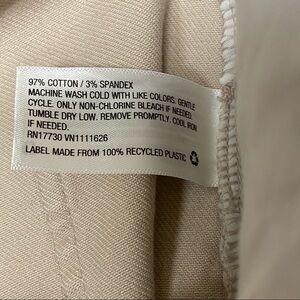 97% COTTON / 3% SPANDEX
MACHINE WASH COLD WITH LIKE COLORS. GENTLE
CYCLE. ONLY NON-CHLORINE BLEACH IF NEEDED.
TUMBLE DRY LOW. REMOVE PROMPTLY. COOL IRON
IF NEEDED.
RN17730 VN1111626
LABEL MADE FROM 100% RECYCLED PLASTIC